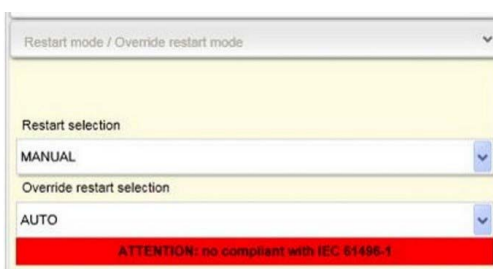 Restart mode / Override restart mode
Restart selection
MANUAL
Override restart selection
AUTO
ATTENTION: no compliant with IEC 61496-1